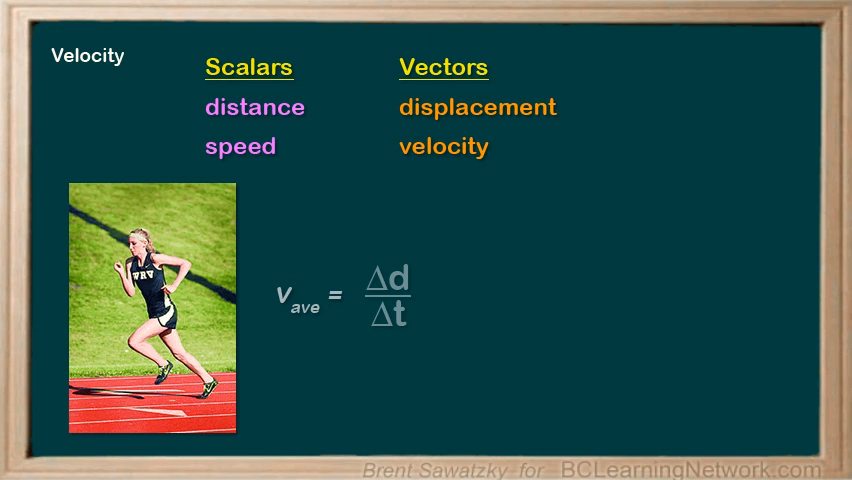 Velocity
Scalars Vectors
distance displacement
speed velocity
WRV
v_ave = Δd/Δt
Brent Sawatzky for BCLearningNetwork.com